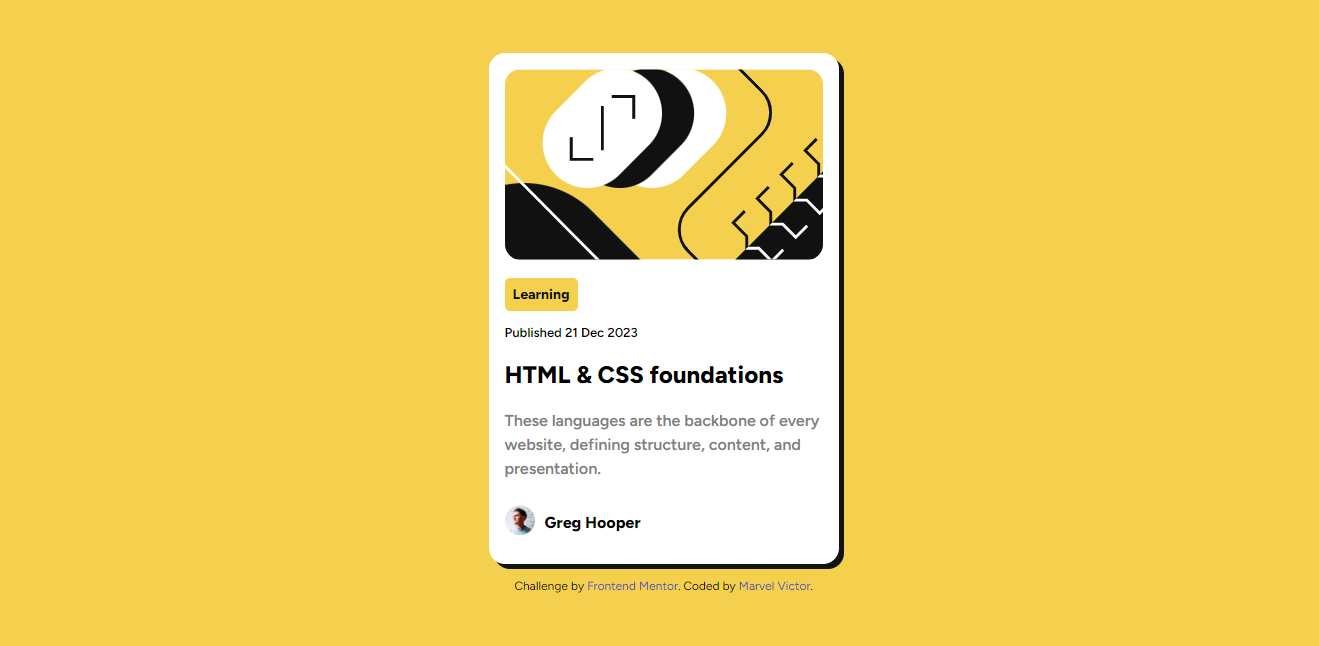 Learning
Published 21 Dec 2023
HTML & CSS foundations
These languages are the backbone of every
website, defining structure, content, and
presentation.
Greg Hooper
Challenge by Frontend Mentor. Coded by Marvel Victor.